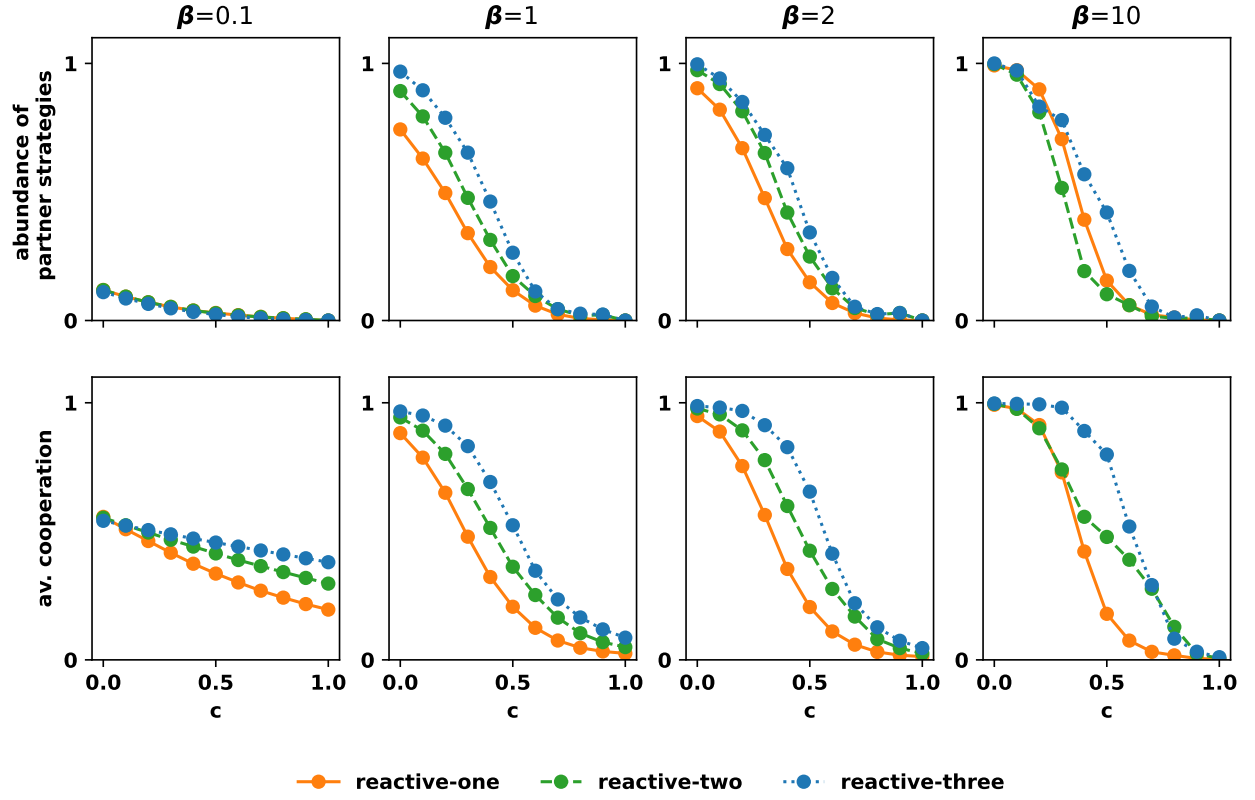 β=0.1
β=1
β=2
β=10
abundance of
partner strategies
1
0
1
0
1
0
1
0
av. cooperation
1
0
1
0
1
0
1
0
0.0 0.5 1.0
0.0 0.5 1.0
0.0 0.5 1.0
0.0 0.5 1.0
c
c
c
c
reactive-one
reactive-two
reactive-three